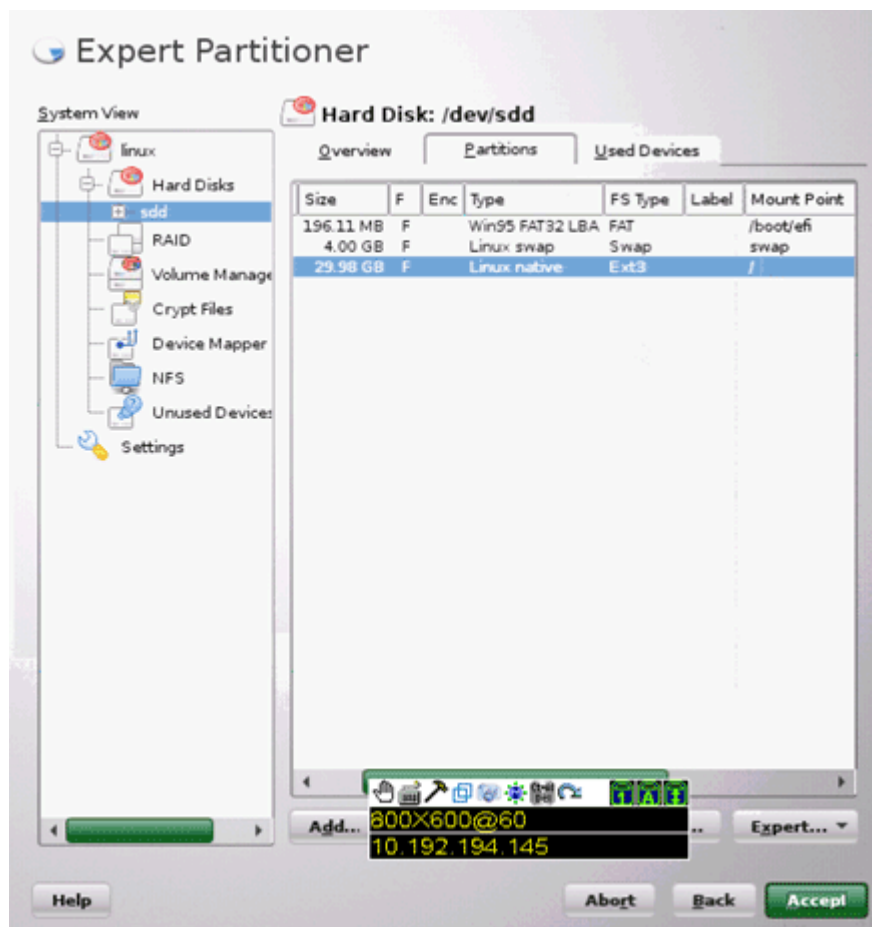 Expert Partitioner
System View
linux
Hard Disks
sdd
RAID
Volume Manage
Crypt Files
Device Mapper
NFS
Unused Devices
Settings
Hard Disk: /dev/sdd
Overview Partitions Used Devices
Size F Enc Type FS Type Label Mount Point
196.11 MB F Win95 FAT32 LBA FAT /boot/efi
4.00 GB F Linux swap Swap swap
29.98 GB F Linux native Ext3 /
Add... .. Expert...
800X600@60
10.192.194.145
Help Abort Back Accept